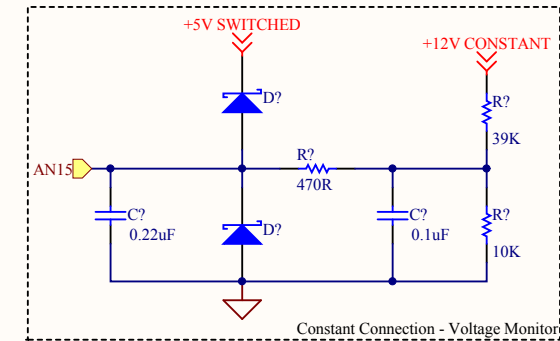 +5V SWITCHED
+12V CONSTANT
D?
R?
39K
AN15
R?
470R
C?
0.22uF
D?
C?
0.1uF
R?
10K
Constant Connection - Voltage Monitor